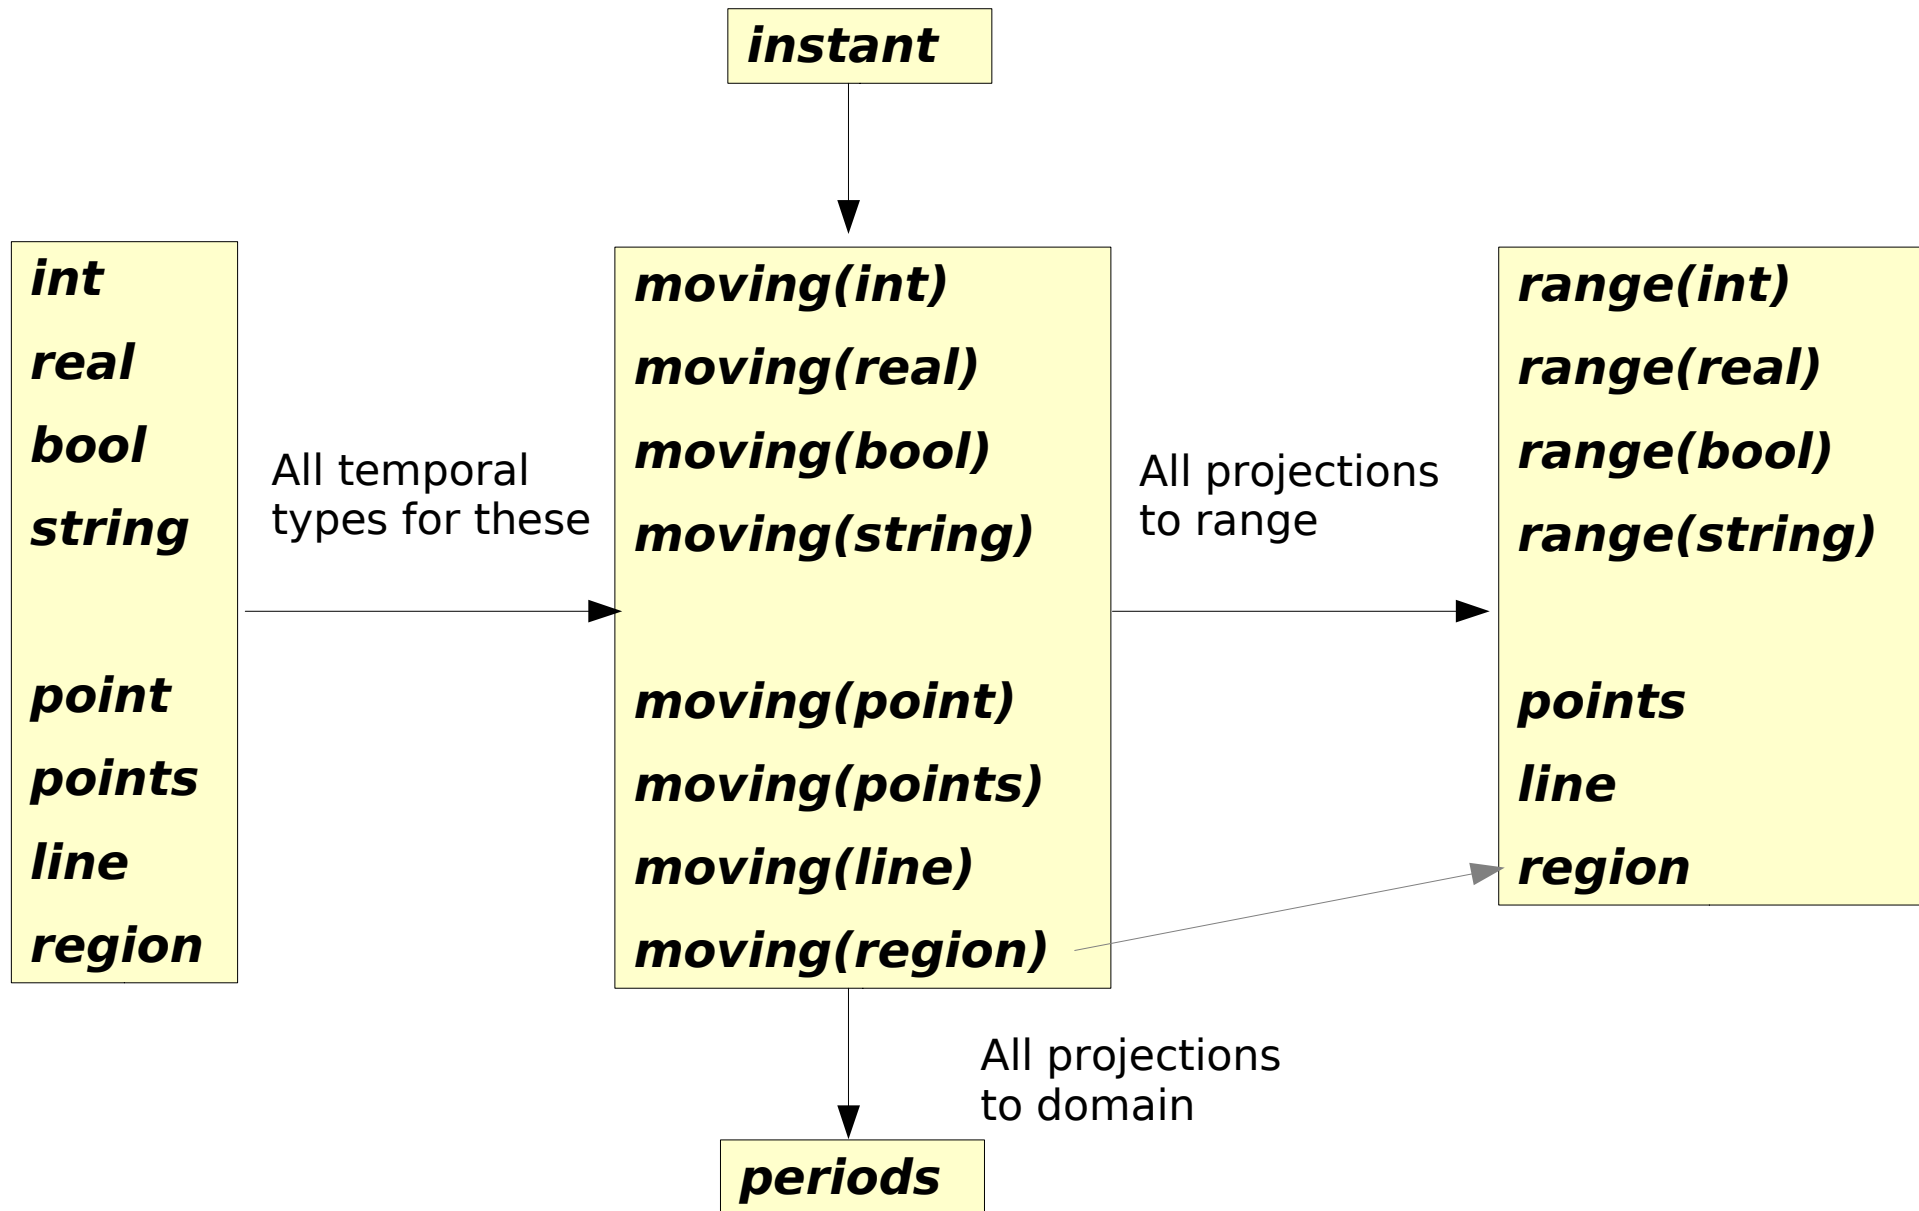 instant
int
real
bool
string
point
points
line
region
All temporal
types for these
moving(int)
moving(real)
moving(bool)
moving(string)
moving(point)
moving(points)
moving(line)
moving(region)
All projections
to range
range(int)
range(real)
range(bool)
range(string)
points
line
region
All projections
to domain
periods